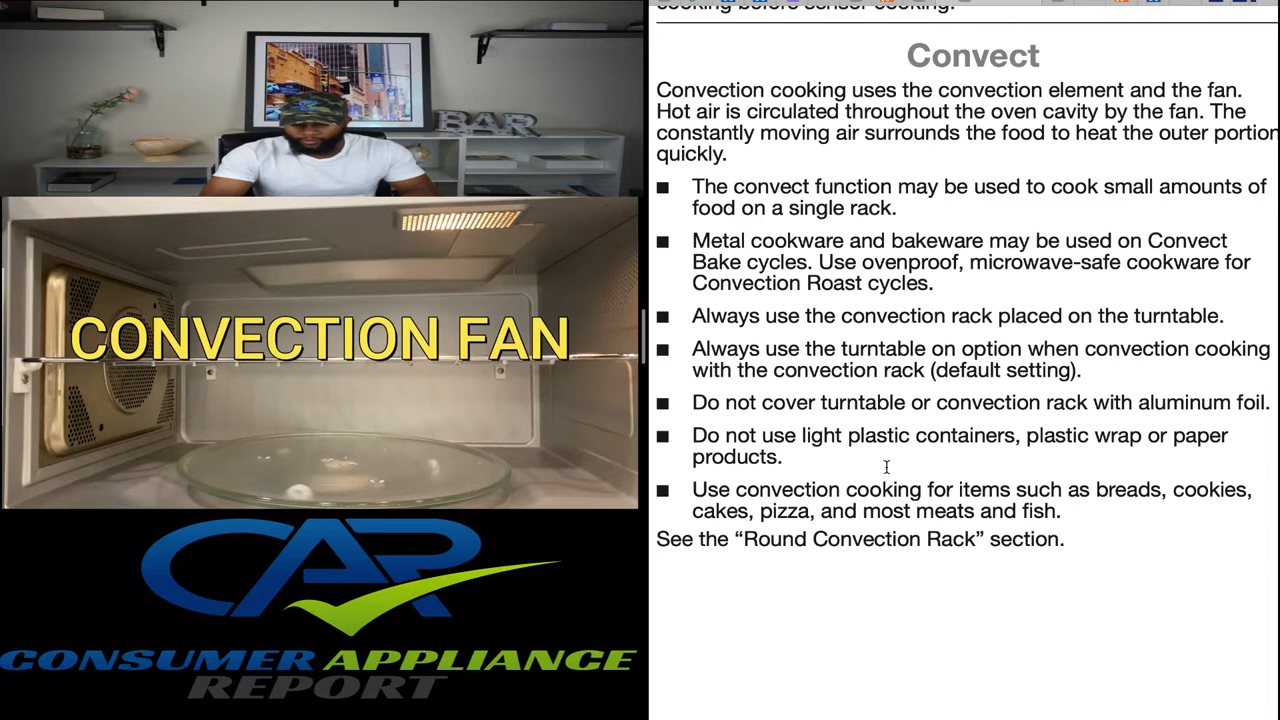 BAR
CONVECTION FAN
CAR
CONSUMER APPLIANCE
REPORT
cooking before sensor cooking.
Convect
Convection cooking uses the convection element and the fan.
Hot air is circulated throughout the oven cavity by the fan. The
constantly moving air surrounds the food to heat the outer portion
quickly.
■ The convect function may be used to cook small amounts of
food on a single rack.
■ Metal cookware and bakeware may be used on Convect
Bake cycles. Use ovenproof, microwave-safe cookware for
Convection Roast cycles.
■ Always use the convection rack placed on the turntable.
■ Always use the turntable on option when convection cooking
with the convection rack (default setting).
■ Do not cover turntable or convection rack with aluminum foil.
■ Do not use light plastic containers, plastic wrap or paper
products.
■ Use convection cooking for items such as breads, cookies,
cakes, pizza, and most meats and fish.
See the “Round Convection Rack” section.